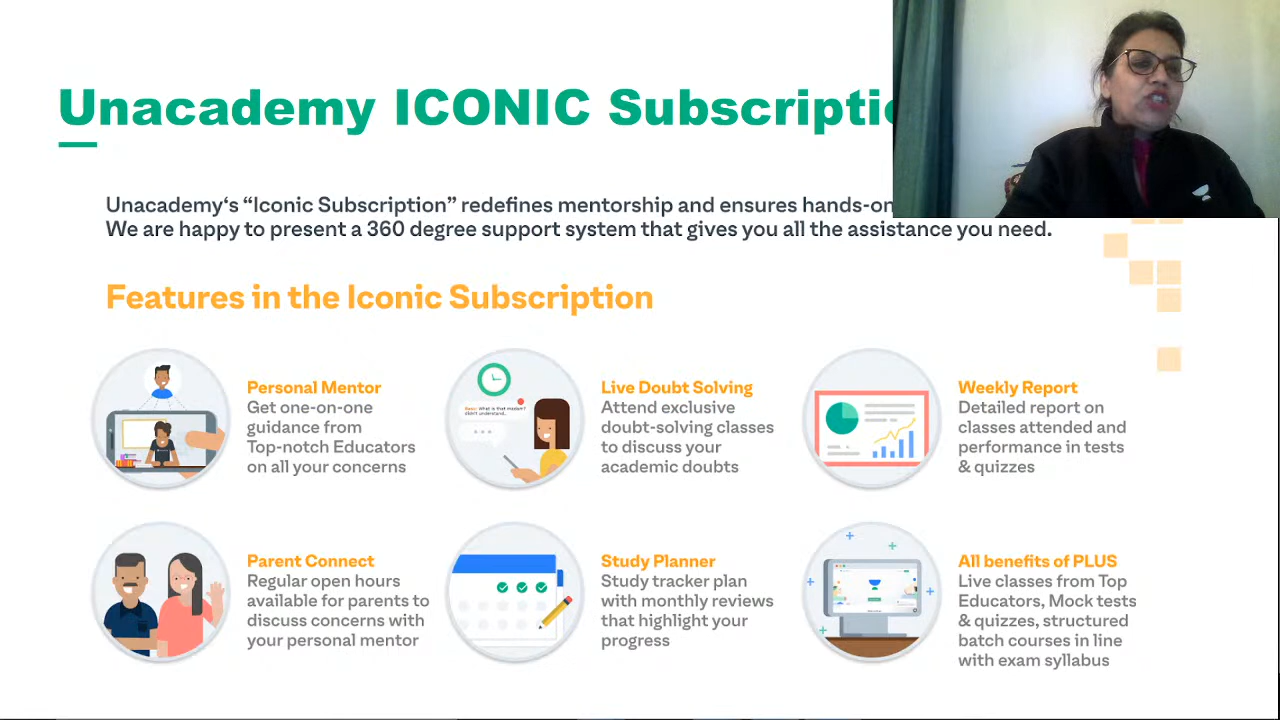 Unacademy ICONIC
Unacademy's “Iconic Subscription” redefines mentorship and ensures
We are happy to present a 360 degree support system that gives you all the assistance you need.
Features in the Iconic Subscription
Personal Mentor
Get one-on-one
guidance from
Top-notch Educators
on all your concerns
Live Doubt Solving
Attend exclusive
doubt-solving classes
to discuss your
academic doubts
Weekly Report
Detailed report on
classes attended and
performance in tests
& quizzes
Parent Connect
Regular open hours
available for parents to
discuss concerns with
your personal mentor
Study Planner
Study tracker plan
with monthly reviews
that highlight your
progress
All benefits of PLUS
Live classes from Top
Educators, Mock tests
& quizzes, structured
batch courses in line
with exam syllabus